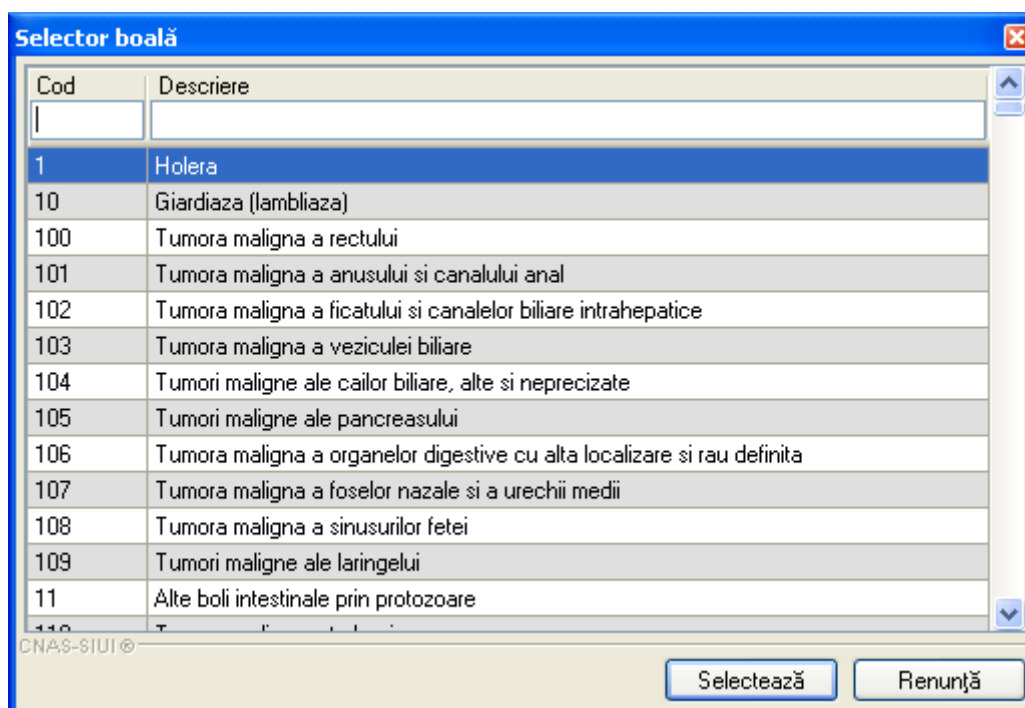 Selector boală
Cod Descriere
1 Holera
10 Giardiaza (lambliaza)
100 Tumora maligna a rectului
101 Tumora maligna a anusului si canalului anal
102 Tumora maligna a ficatului si canalelor biliare intrahepatice
103 Tumora maligna a veziculei biliare
104 Tumori maligne ale cailor biliare, alte si neprecizate
105 Tumori maligne ale pancreasului
106 Tumora maligna a organelor digestive cu alta localizare si rau definita
107 Tumora maligna a foselor nazale si a urechii medii
108 Tumora maligna a sinusurilor fetei
109 Tumori maligne ale laringelui
11 Alte boli intestinale prin protozoare
CNAS-SIUI®
Selectează Renunţă